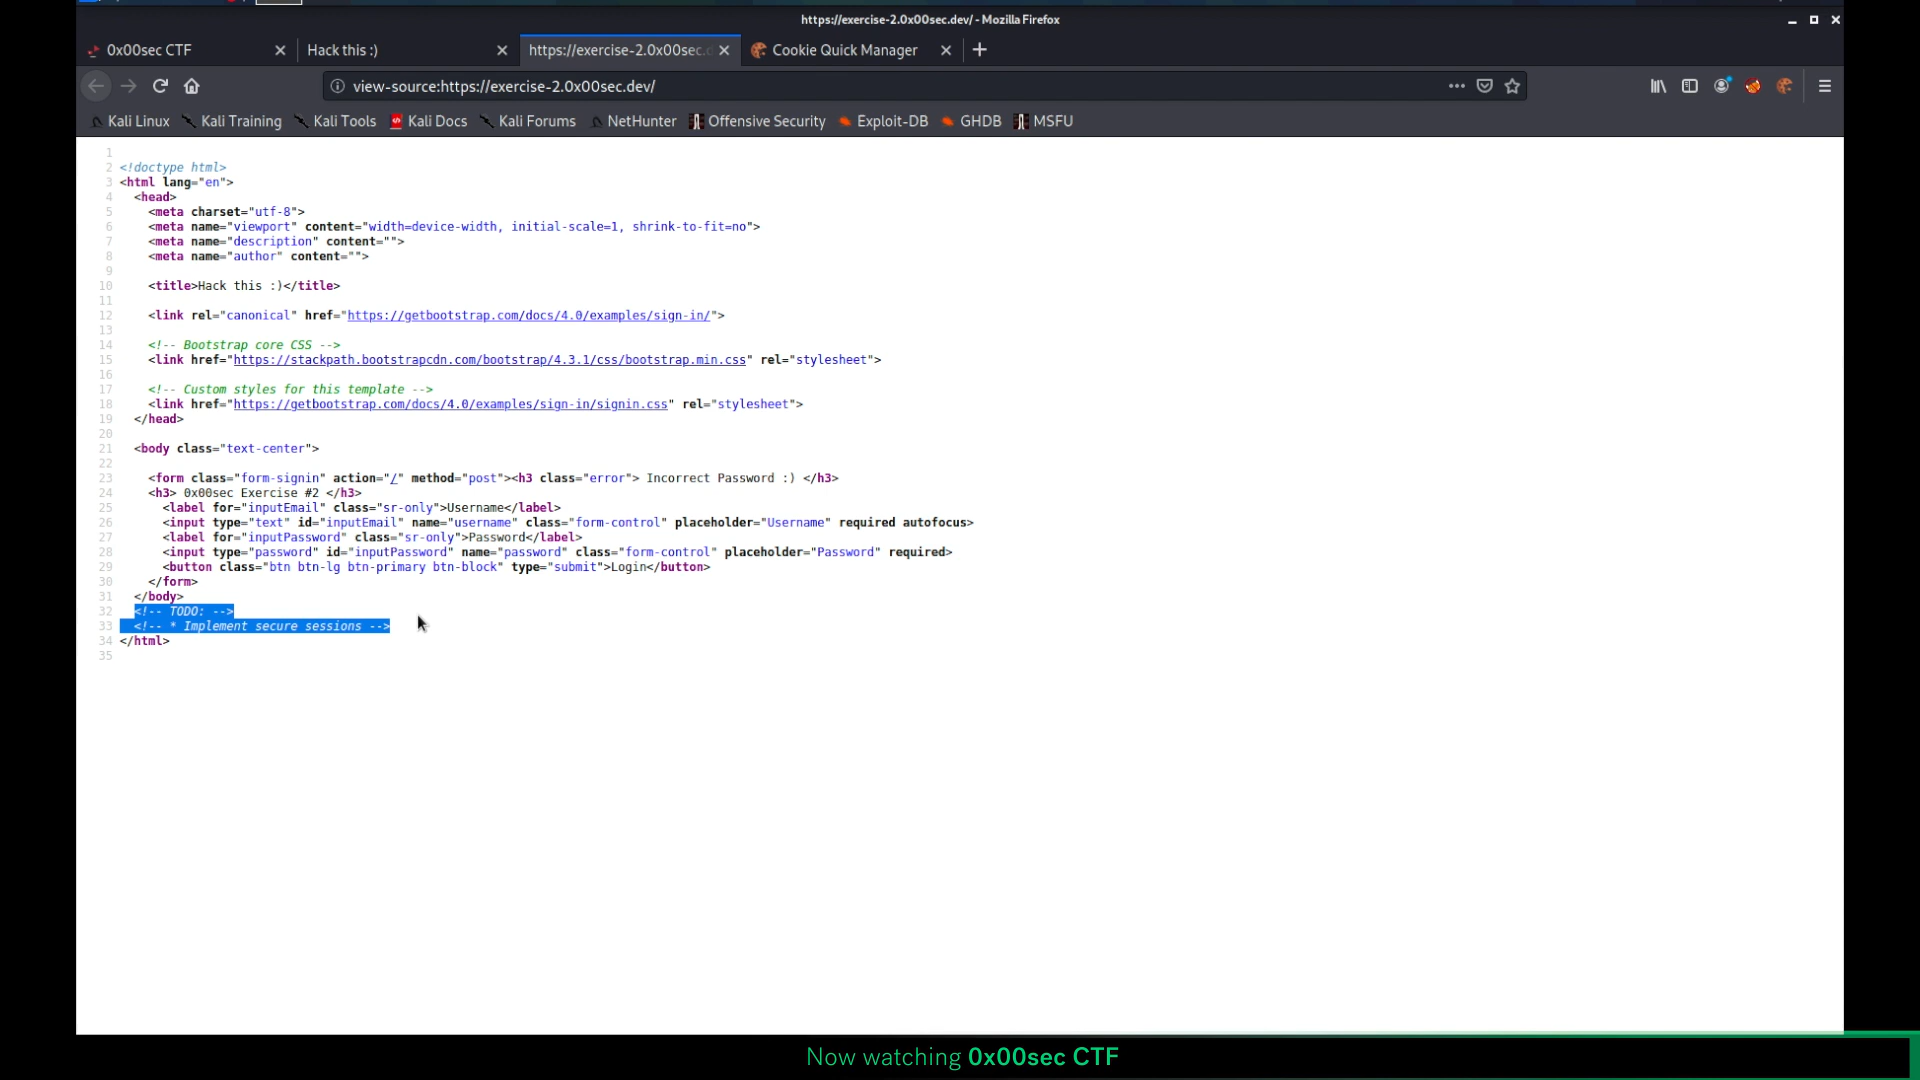 https://exercise-2.0x00sec.dev/ - Mozilla Firefox
0x00sec CTF
Hack this :)
https://exercise-2.0x00sec.d
Cookie Quick Manager
view-source:https://exercise-2.0x00sec.dev/
Kali Linux Kali Training Kali Tools Kali Docs Kali Forums NetHunter Offensive Security Exploit-DB GHDB MSFU
1
2 <!doctype html>
3 <html lang="en">
4 <head>
5 <meta charset="utf-8">
6 <meta name="viewport" content="width=device-width, initial-scale=1, shrink-to-fit=no">
7 <meta name="description" content="">
8 <meta name="author" content="">
9
10 <title>Hack this :)</title>
11
12 <link rel="canonical" href="https://getbootstrap.com/docs/4.0/examples/sign-in/">
13
14 <!-- Bootstrap core CSS -->
15 <link href="https://stackpath.bootstrapcdn.com/bootstrap/4.3.1/css/bootstrap.min.css" rel="stylesheet">
16
17 <!-- Custom styles for this template -->
18 <link href="https://getbootstrap.com/docs/4.0/examples/sign-in/signin.css" rel="stylesheet">
19 </head>
20
21 <body class="text-center">
22
23 <form class="form-signin" action="/" method="post"><h3 class="error"> Incorrect Password :) </h3>
24 <h3> 0x00sec Exercise #2 </h3>
25 <label for="inputEmail" class="sr-only">Username</label>
26 <input type="text" id="inputEmail" name="username" class="form-control" placeholder="Username" required autofocus>
27 <label for="inputPassword" class="sr-only">Password</label>
28 <input type="password" id="inputPassword" name="password" class="form-control" placeholder="Password" required>
29 <button class="btn btn-lg btn-primary btn-block" type="submit">Login</button>
30 </form>
31 </body>
32 <!-- TODO: -->
33 <!-- * Implement secure sessions -->
34 </html>
35
Now watching 0x00sec CTF